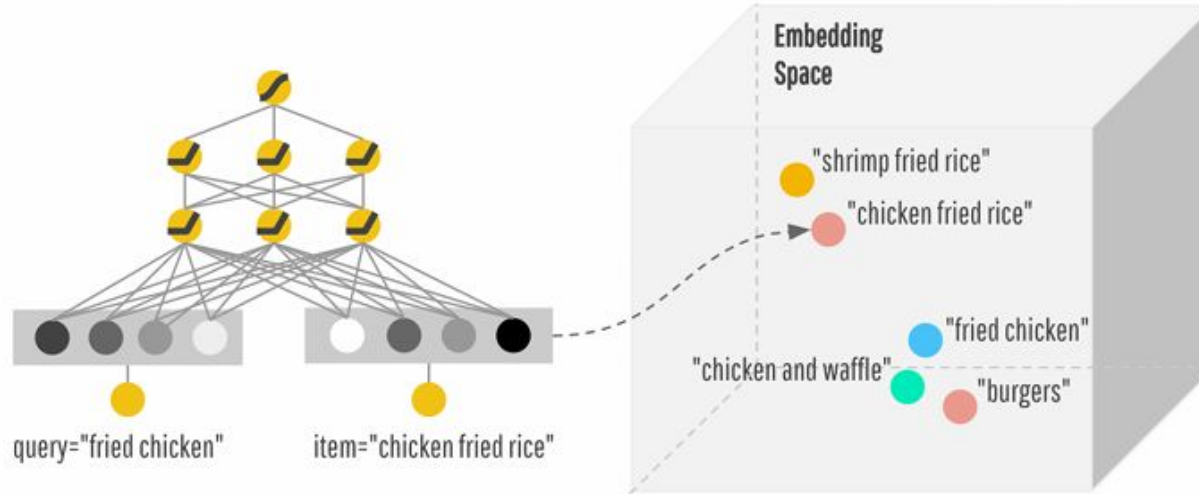 Embedding
Space
"shrimp fried rice"
"chicken fried rice"
"fried chicken"
"chicken and waffle"
"burgers"
query="fried chicken"
item="chicken fried rice"